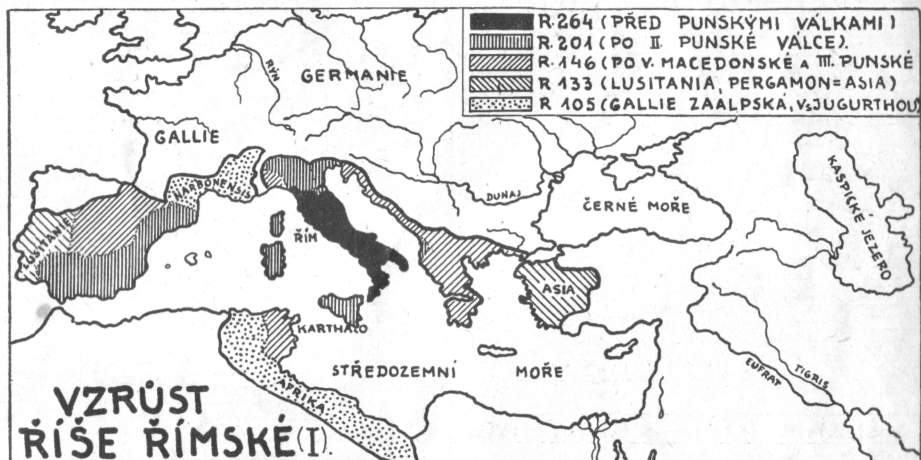 R.264 (PŘED PUNSKÝMI VÁLKAMI)
R.201 (PO II. PUNSKÉ VÁLCE).
R.146 (PO V. MACEDONSKÉ A III. PUNSKÉ
R 133 (LUSITANIA, PERGAMON=ASIA)
R 105 (GALLIE ZAALPSKÁ, V.S JUGURTHOU
RÝN
GERMANIE
GALLIE
NARBONENSIS
LUSITANIE
ŘÍM
DUNAJ
ČERNÉ MOŘE
KASPICKÉ JEZERO
ASIA
KARTHAGO
STŘEDOZEMNÍ MOŘE
AFRIKA
EUFRAT
TIGRIS
VZRŮST
ŘÍŠE ŘÍMSKÉ (I).